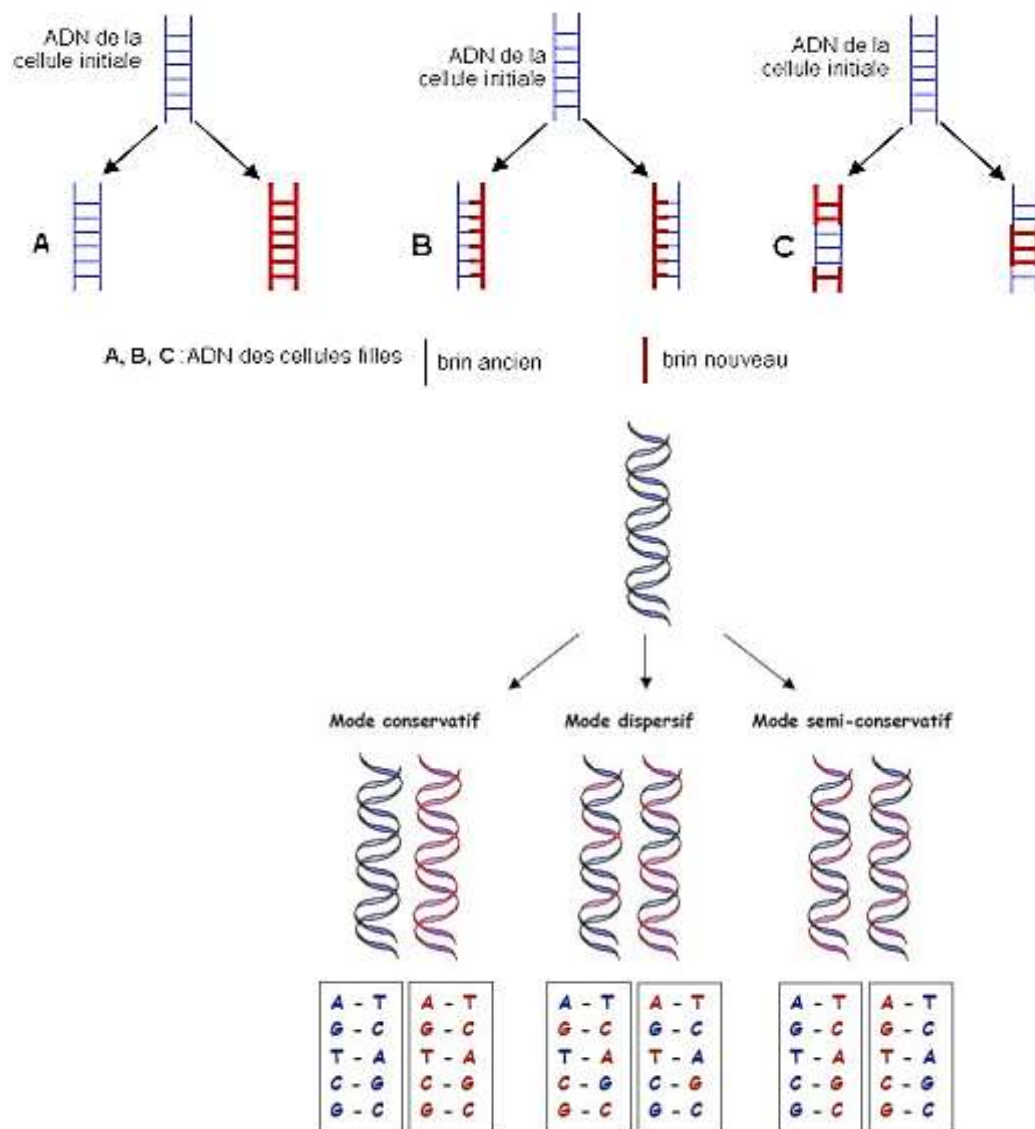 ADN de la
cellule initiale
ADN de la
cellule initiale
ADN de la
cellule initiale
A
B
C
A, B, C : ADN des cellules filles
brin ancien
brin nouveau
Mode conservatif
Mode dispersif
Mode semi-conservatif
A - T
G - C
T - A
C - G
G - C
A - T
G - C
T - A
C - G
G - C
A - T
G - C
T - A
C - G
G - C
A - T
G - C
T - A
C - G
G - C
A - T
G - C
T - A
C - G
G - C
A - T
G - C
T - A
C - G
G - C